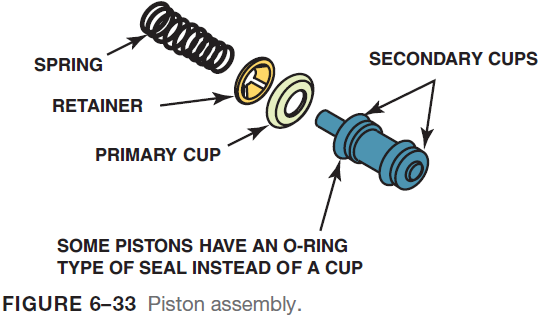 SPRING
SECONDARY CUPS
RETAINER
PRIMARY CUP
SOME PISTONS HAVE AN O-RING
TYPE OF SEAL INSTEAD OF A CUP
FIGURE 6–33 Piston assembly.